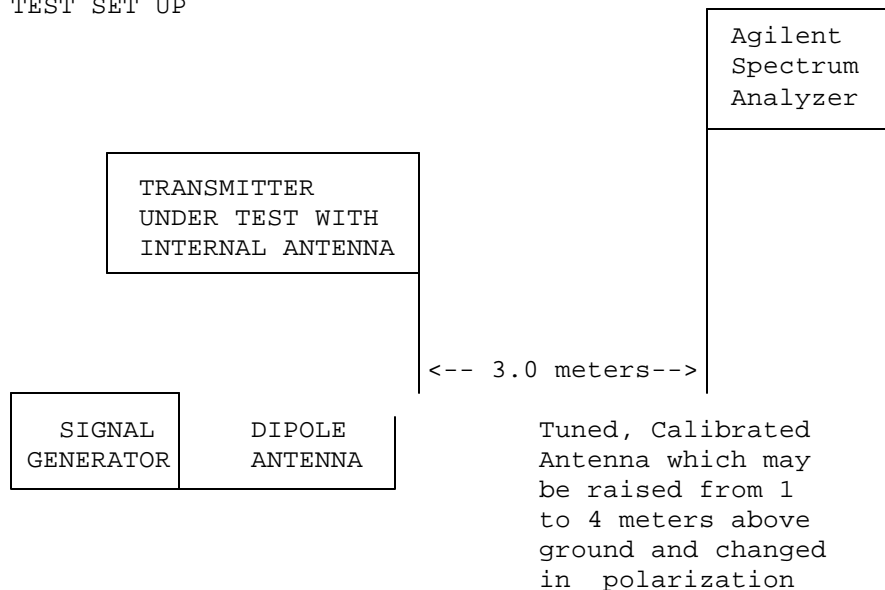 TEST SET UP
Agilent
Spectrum
Analyzer
TRANSMITTER
UNDER TEST WITH
INTERNAL ANTENNA
<-- 3.0 meters-->
SIGNAL
GENERATOR
DIPOLE
ANTENNA
Tuned, Calibrated
Antenna which may
be raised from 1
to 4 meters above
ground and changed
in polarization